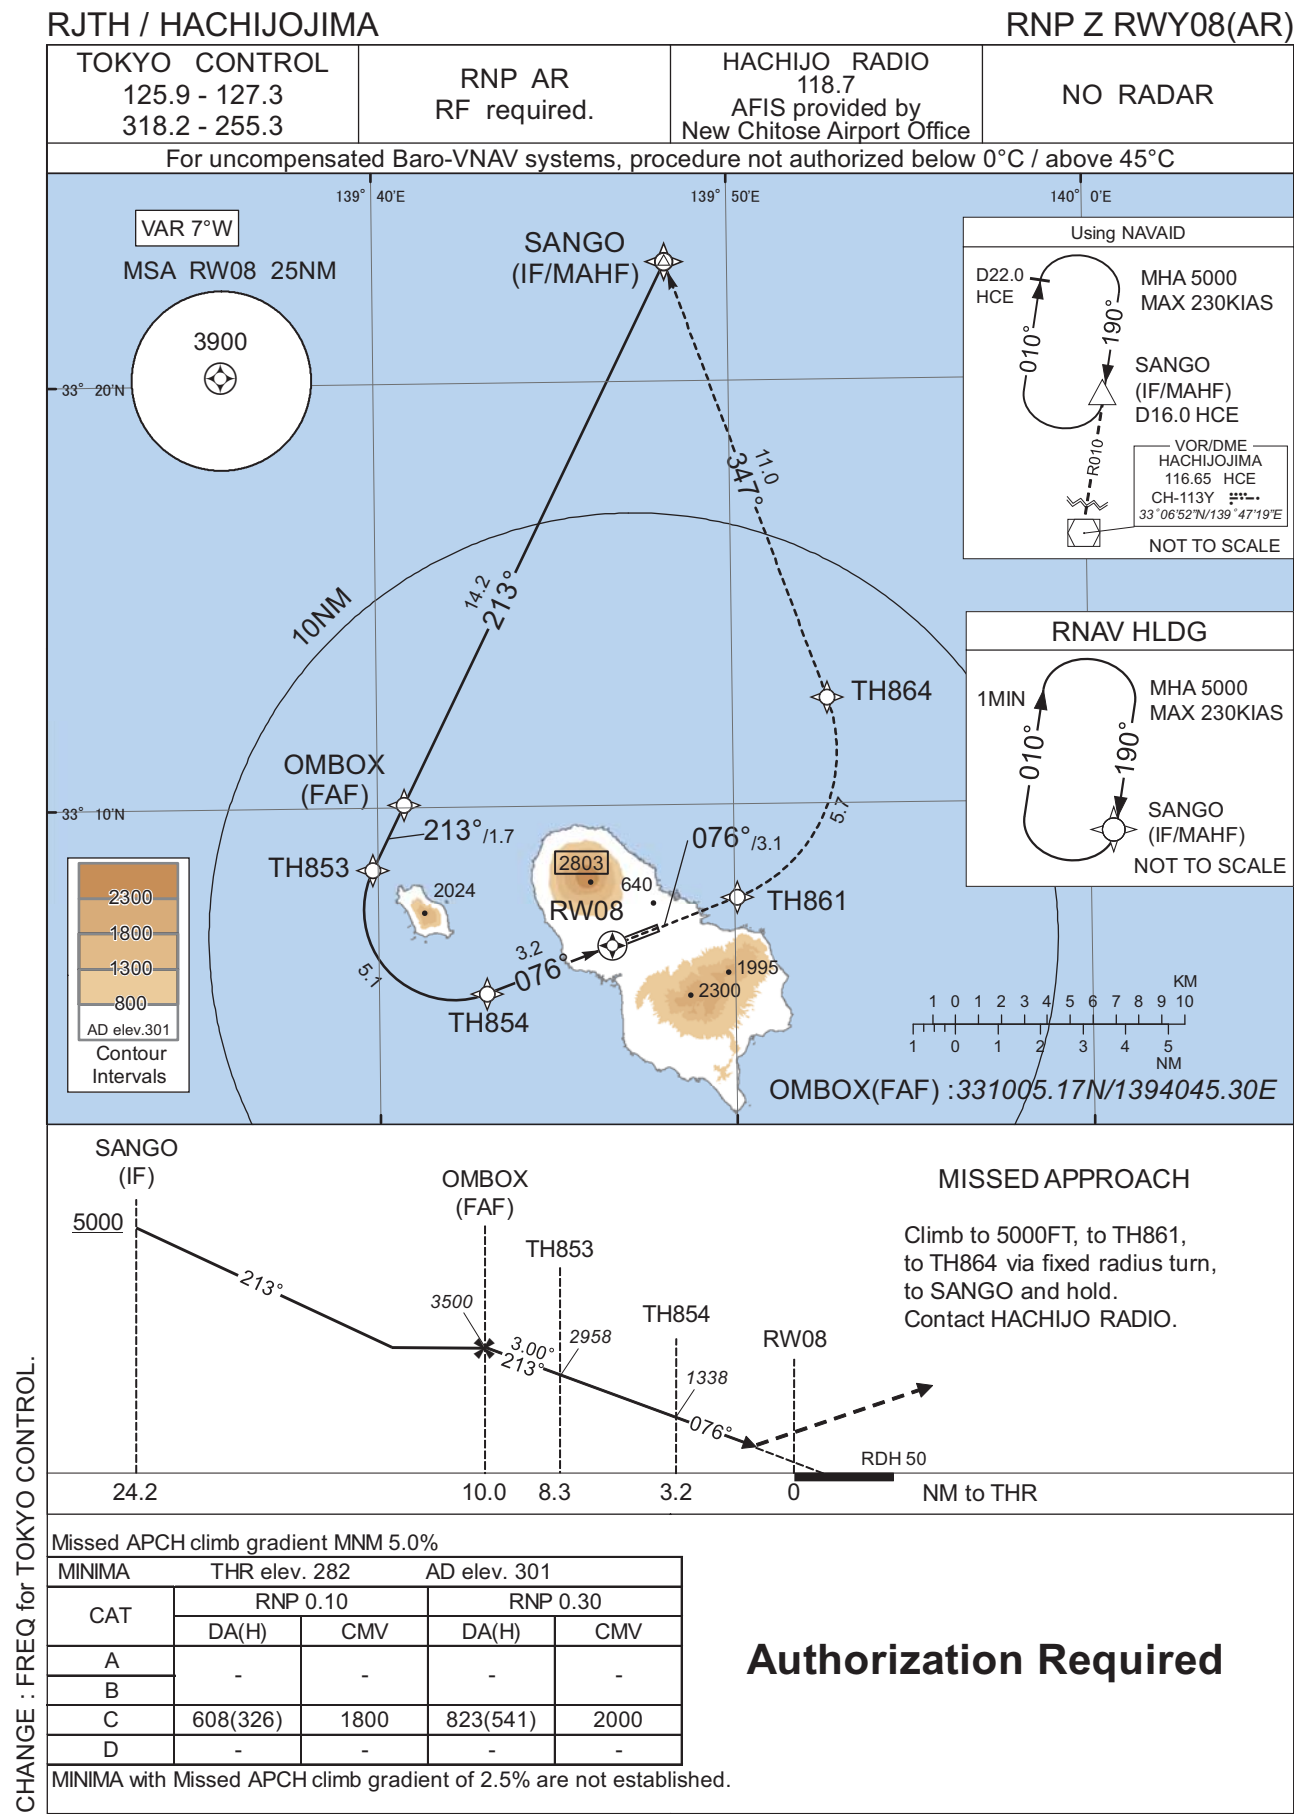 RJTH / HACHIJOJIMA
RNP Z RWY08(AR)
TOKYO CONTROL
125.9 - 127.3
318.2 - 255.3
RNP AR
RF required.
HACHIJO RADIO
118.7
AFIS provided by
New Chitose Airport Office
NO RADAR
For uncompensated Baro-VNAV systems, procedure not authorized below 0°C / above 45°C
139° 40'E
139° 50'E
140° 0'E
VAR 7°W
MSA RW08 25NM
3900
33° 20'N
SANGO
(IF/MAHF)
Using NAVAID
D22.0
HCE
MHA 5000
MAX 230KIAS
010°
190°
SANGO
(IF/MAHF)
D16.0 HCE
R010
VOR/DME
HACHIJOJIMA
116.65 HCE
CH-113Y
33°06'52"N/139°47'19"E
NOT TO SCALE
11.0
347°
14.2
213°
10NM
RNAV HLDG
1MIN
MHA 5000
MAX 230KIAS
010°
190°
SANGO
(IF/MAHF)
NOT TO SCALE
TH864
OMBOX
(FAF)
33° 10'N
213°/1.7
076°/3.1
5.7
TH853
2024
2803
640
RW08
TH861
2300
1800
1300
800
AD elev.301
Contour
Intervals
5.1
3.2
076°
TH854
1995
2300
KM
1 0 1 2 3 4 5 6 7 8 9 10
1 0 1 2 3 4 5
NM
OMBOX(FAF) :331005.17N/1394045.30E
SANGO
(IF)
5000
213°
OMBOX
(FAF)
3500
TH853
3.00°
213°
2958
TH854
1338
076°
RW08
RDH 50
24.2 10.0 8.3 3.2 0 NM to THR
MISSED APPROACH
Climb to 5000FT, to TH861,
to TH864 via fixed radius turn,
to SANGO and hold.
Contact HACHIJO RADIO.
Missed APCH climb gradient MNM 5.0%
MINIMA THR elev. 282 AD elev. 301
CAT RNP 0.10 RNP 0.30
DA(H) CMV DA(H) CMV
A
- - - -
B
C 608(326) 1800 823(541) 2000
D - - - -
MINIMA with Missed APCH climb gradient of 2.5% are not established.
Authorization Required
CHANGE : FREQ for TOKYO CONTROL.